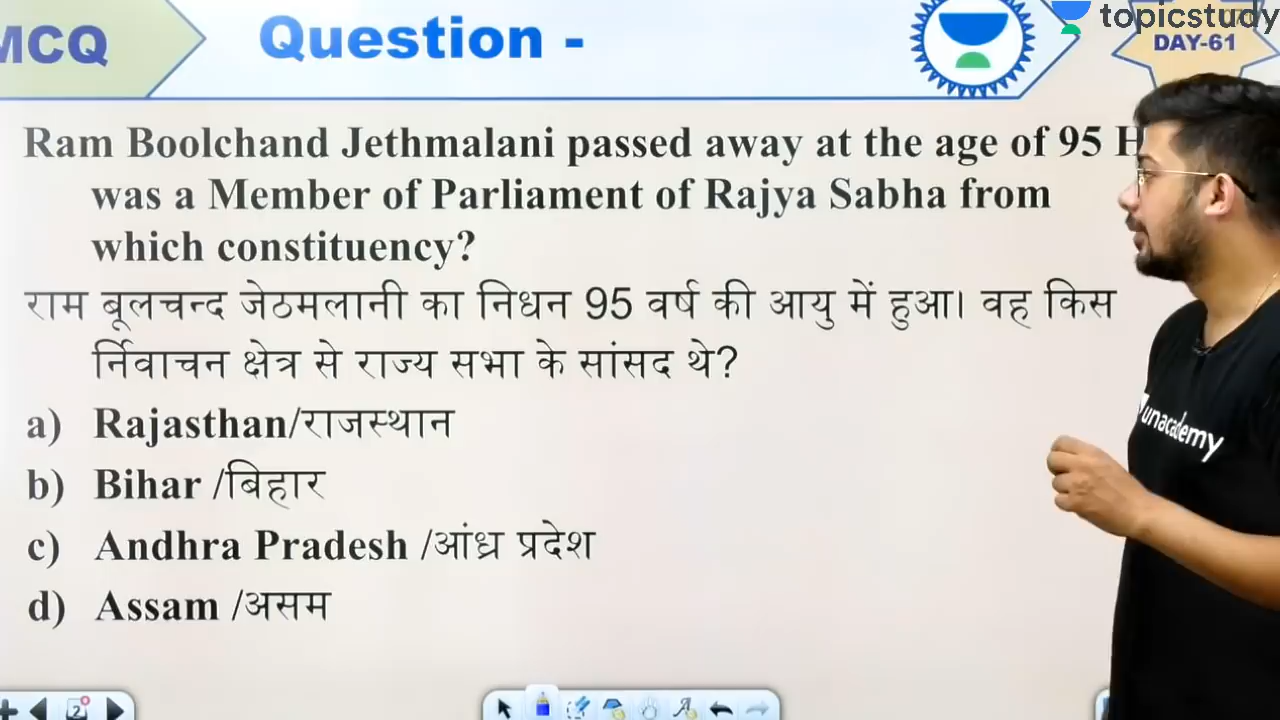 MCQ
Question -
topicstudy
DAY-61
Ram Boolchand Jethmalani passed away at the age of 95 H
was a Member of Parliament of Rajya Sabha from
which constituency?
राम बूलचन्द जेठमलानी का निधन 95 वर्ष की आयु में हुआ। वह किस
र्निवाचन क्षेत्र से राज्य सभा के सांसद थे?
a) Rajasthan/राजस्थान
b) Bihar /बिहार
c) Andhra Pradesh /आंध्र प्रदेश
d) Assam /असम
unacademy
2